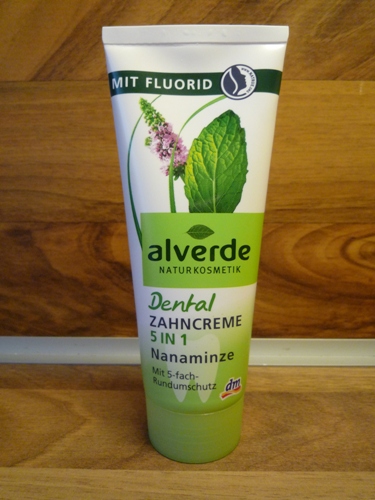 MIT FLUORID
alverde
NATURKOSMETIK
Dental
ZAHNCREME
5 IN 1
Nanaminze
Mit 5-fach-
Rundumschutz
dm